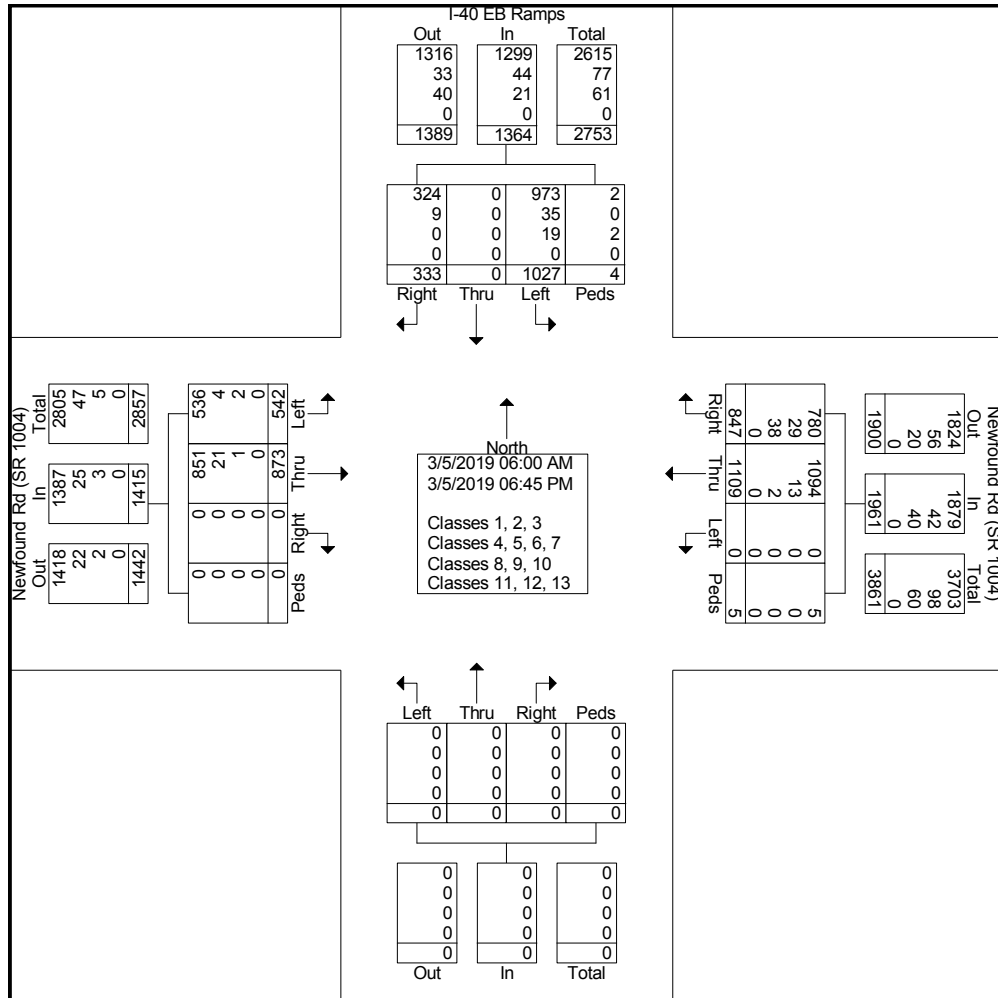 I-40 EB Ramps
Out In Total
1316 1299 2615
33 44 77
40 21 61
0 0 0
1389 1364 2753
324 0 973 2
9 0 35 0
0 0 19 2
0 0 0 0
333 0 1027 4
Right Thru Left Peds
Newfound Rd (SR 1004)
Total In Out
2805 1387 1418
47 25 22
5 3 2
0 0 0
2857 1415 1442
Left Thru Right Peds
536 851 0 0
4 21 0 0
2 1 0 0
0 0 0 0
542 873 0 0
North
3/5/2019 06:00 AM
3/5/2019 06:45 PM
Classes 1, 2, 3
Classes 4, 5, 6, 7
Classes 8, 9, 10
Classes 11, 12, 13
Right Thru Left Peds
780 1094 0 5
29 13 0 0
38 2 0 0
0 0 0 0
847 1109 0 5
Newfound Rd (SR 1004)
Out In Total
1824 1879 3703
56 42 98
20 40 60
0 0 0
1900 1961 3861
Left Thru Right Peds
0 0 0 0
0 0 0 0
0 0 0 0
0 0 0 0
0 0 0 0
0 0 0
0 0 0
0 0 0
0 0 0
0 0 0
Out In Total